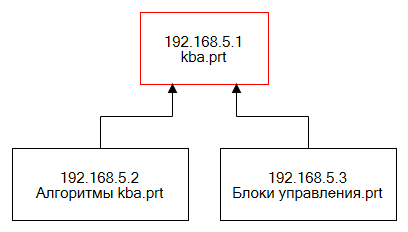 192.168.5.1
kba.prt
192.168.5.2
Алгоритмы kba.prt
192.168.5.3
Блоки управления.prt